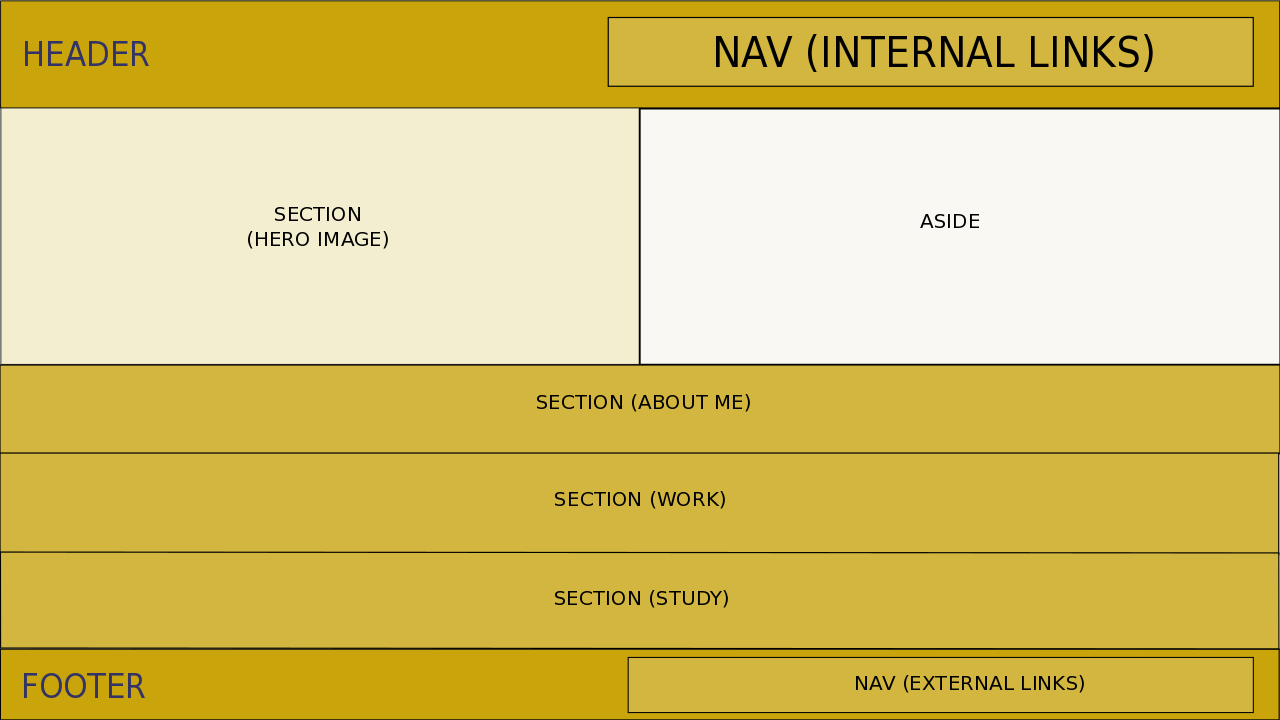 HEADER
NAV (INTERNAL LINKS)
SECTION
(HERO IMAGE)
ASIDE
SECTION (ABOUT ME)
SECTION (WORK)
SECTION (STUDY)
FOOTER
NAV (EXTERNAL LINKS)